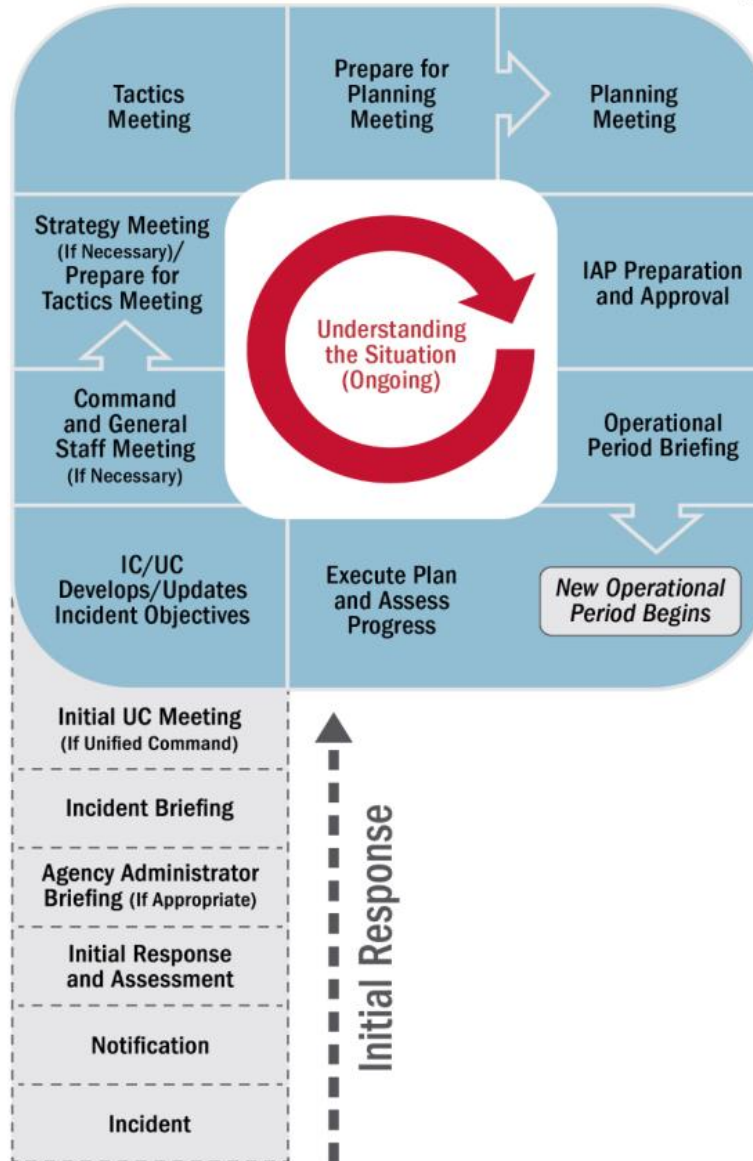 Tactics
Meeting
Prepare for
Planning
Meeting
Planning
Meeting
Strategy Meeting
(If Necessary)/
Prepare for
Tactics Meeting
Understanding
the Situation
(Ongoing)
IAP Preparation
and Approval
Command
and General
Staff Meeting
(If Necessary)
Operational
Period Briefing
IC/UC
Develops/Updates
Incident Objectives
Execute Plan
and Assess
Progress
New Operational
Period Begins
Initial UC Meeting
(If Unified Command)
Incident Briefing
Agency Administrator
Briefing (If Appropriate)
Initial Response
and Assessment
Notification
Incident
Initial Response